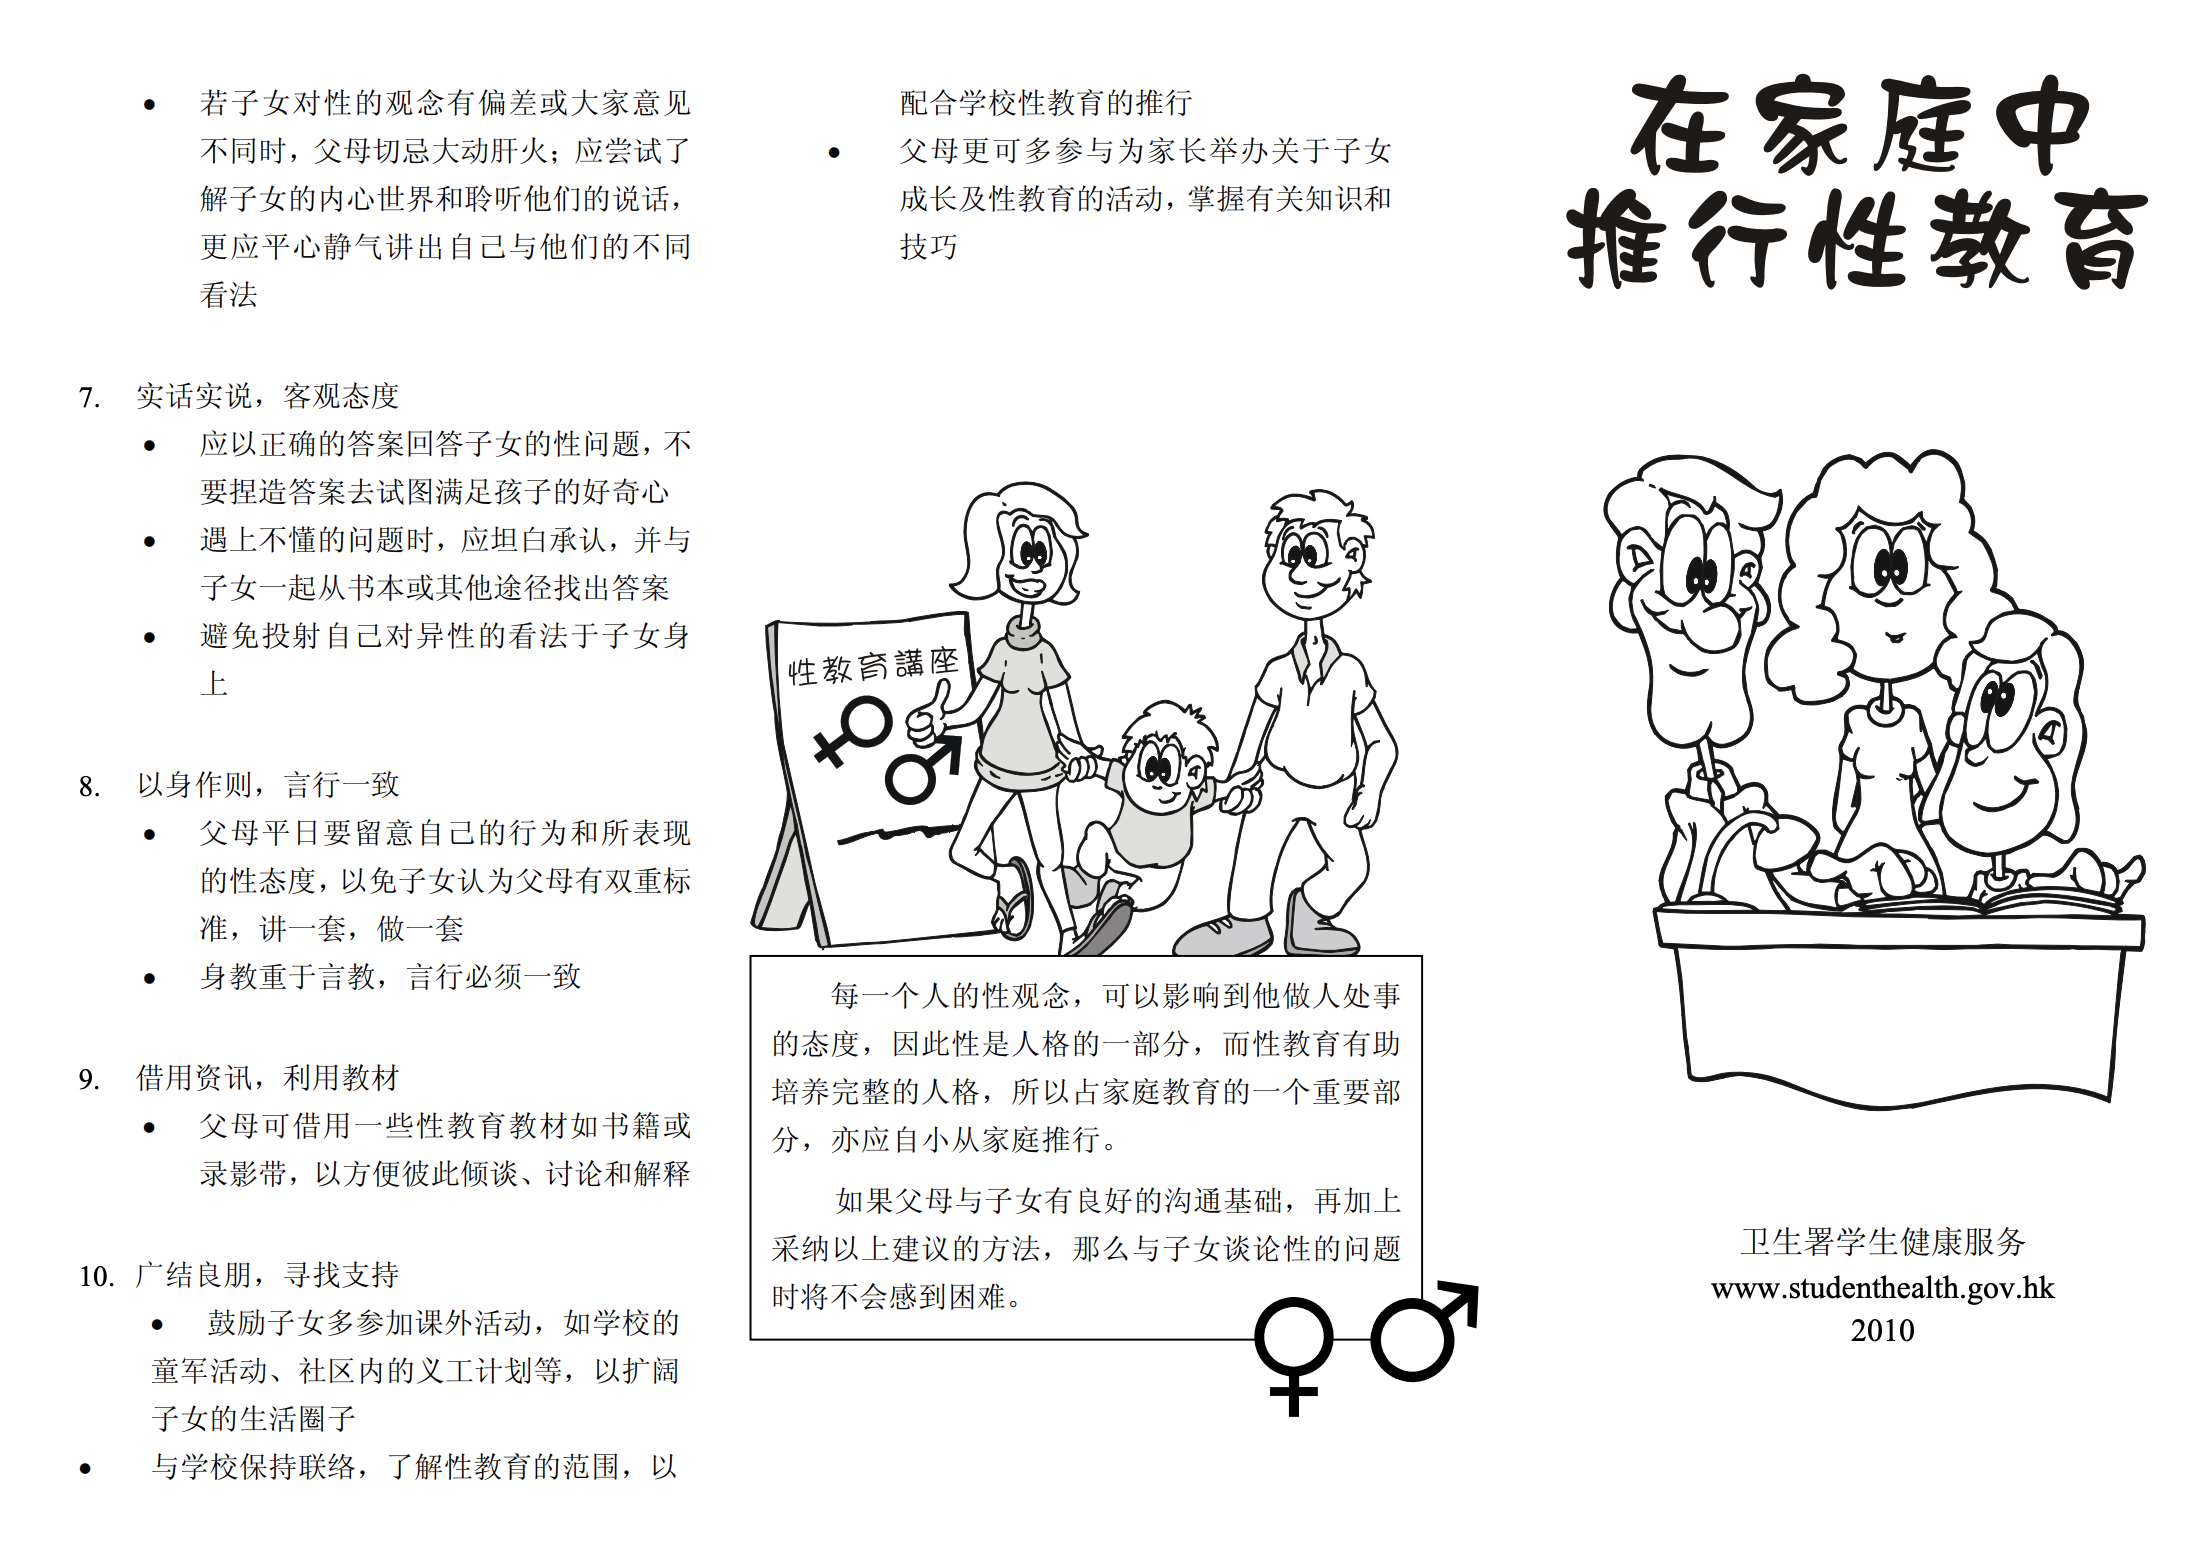 ● 若子女对性的观念有偏差或大家意见
不同时，父母切忌大动肝火；应尝试了
解子女的内心世界和聆听他们的说话，
更应平心静气讲出自己与他们的不同
看法
7. 实话实说，客观态度
● 应以正确的答案回答子女的性问题，不
要捏造答案去试图满足孩子的好奇心
● 遇上不懂的问题时，应坦白承认，并与
子女一起从书本或其他途径找出答案
● 避免投射自己对异性的看法于子女身
上
8. 以身作则，言行一致
● 父母平日要留意自己的行为和所表现
的性态度，以免子女认为父母有双重标
准，讲一套，做一套
● 身教重于言教，言行必须一致
9. 借用资讯，利用教材
● 父母可借用一些性教育教材如书籍或
录影带，以方便彼此倾谈、讨论和解释
10. 广结良朋，寻找支持
● 鼓励子女多参加课外活动，如学校的
童军活动、社区内的义工计划等，以扩阔
子女的生活圈子
● 与学校保持联络，了解性教育的范围，以
配合学校性教育的推行
● 父母更可多参与为家长举办关于子女
成长及性教育的活动，掌握有关知识和
技巧
性教育講座
每一个人的性观念，可以影响到他做人处事
的态度，因此性是人格的一部分，而性教育有助
培养完整的人格，所以占家庭教育的一个重要部
分，亦应自小从家庭推行。
如果父母与子女有良好的沟通基础，再加上
采纳以上建议的方法，那么与子女谈论性的问题
时将不会感到困难。
在家庭中
推行性教育
卫生署学生健康服务
www.studenthealth.gov.hk
2010